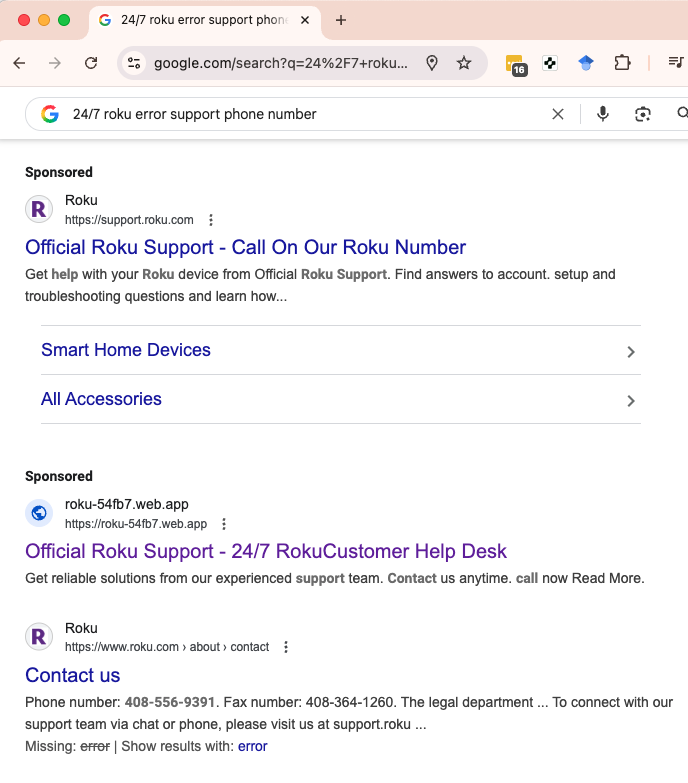 24/7 roku error support phone
google.com/search?q=24%2F7+roku...
16
24/7 roku error support phone number
Sponsored
R
Roku
https://support.roku.com
Official Roku Support - Call On Our Roku Number
Get help with your Roku device from Official Roku Support. Find answers to account. setup and
troubleshooting questions and learn how...
Smart Home Devices
All Accessories
Sponsored
roku-54fb7.web.app
https://roku-54fb7.web.app
Official Roku Support - 24/7 RokuCustomer Help Desk
Get reliable solutions from our experienced support team. Contact us anytime. call now Read More.
R
Roku
https://www.roku.com › about › contact
Contact us
Phone number: 408-556-9391. Fax number: 408-364-1260. The legal department ... To connect with our
support team via chat or phone, please visit us at support.roku ...
Missing: error | Show results with: error